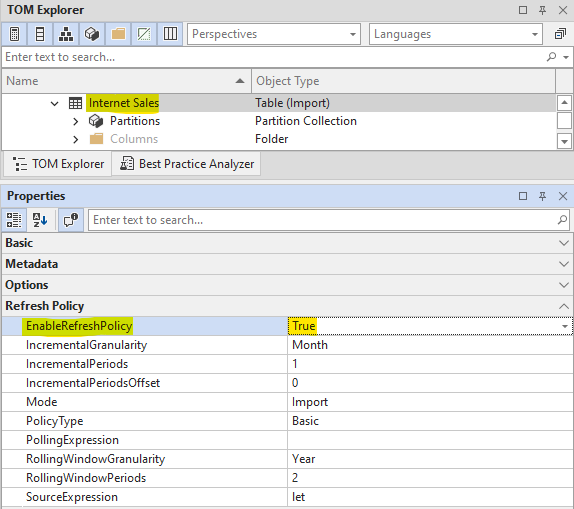 TOM Explorer
Perspectives Languages
Enter text to search...
Name Object Type
Internet Sales Table (Import)
Partitions Partition Collection
Columns Folder
TOM Explorer Best Practice Analyzer
Properties
Enter text to search...
Basic
Metadata
Options
Refresh Policy
EnableRefreshPolicy True
IncrementalGranularity Month
IncrementalPeriods 1
IncrementalPeriodsOffset 0
Mode Import
PolicyType Basic
PollingExpression
RollingWindowGranularity Year
RollingWindowPeriods 2
SourceExpression let